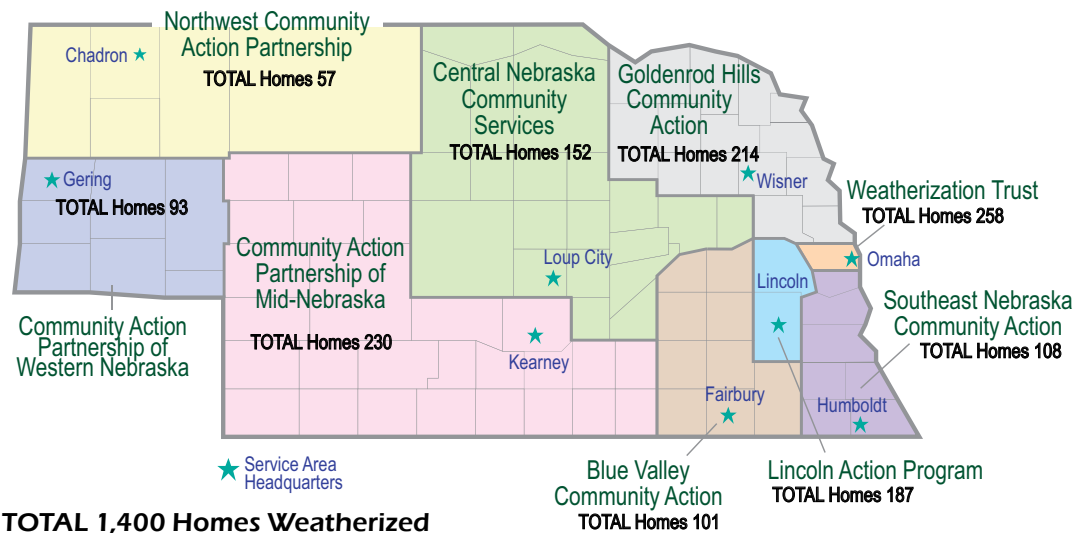 Northwest Community
Action Partnership
TOTAL Homes 57
Chadron
Central Nebraska
Community
Services
TOTAL Homes 152
Goldenrod Hills
Community
Action
TOTAL Homes 214
Wisner
Gering
TOTAL Homes 93
Weatherization Trust
TOTAL Homes 258
Omaha
Community Action
Partnership of
Mid-Nebraska
TOTAL Homes 230
Loup City
Lincoln
Southeast Nebraska
Community Action
TOTAL Homes 108
Community Action
Partnership of
Western Nebraska
Kearney
Fairbury
Humboldt
Service Area
Headquarters
Blue Valley
Community Action
TOTAL Homes 101
Lincoln Action Program
TOTAL Homes 187
TOTAL 1,400 Homes Weatherized